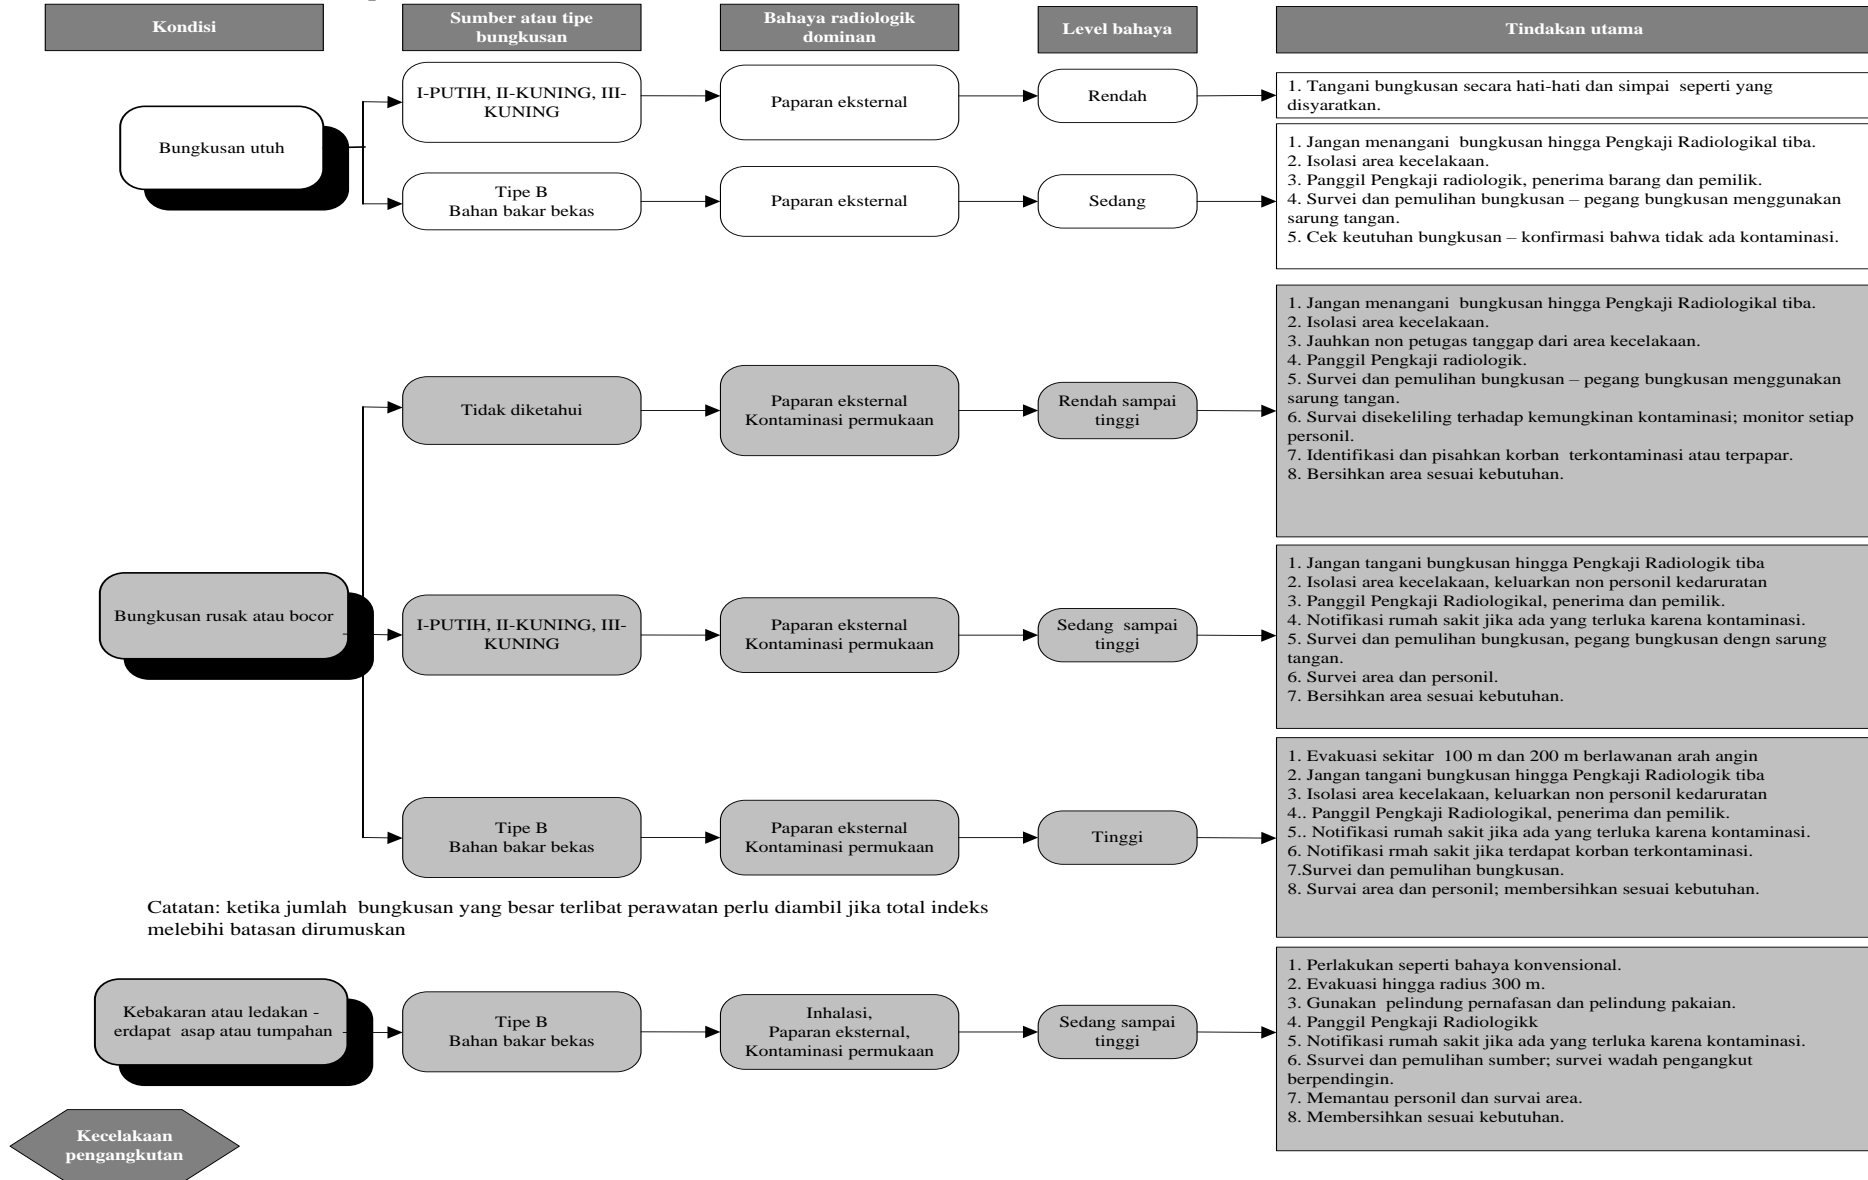 Kondisi
Sumber atau tipe
bungkusan
Bahaya radiologik
dominan
Level bahaya
Tindakan utama
Bungkusan utuh
I-PUTIH, II-KUNING, III-
KUNING
Paparan eksternal
Rendah
1. Tangani bungkusan secara hati-hati dan simpai seperti yang
disyaratkan.
Tipe B
Bahan bakar bekas
Paparan eksternal
Sedang
1. Jangan menangani bungkusan hingga Pengkaji Radiologikal tiba.
2. Isolasi area kecelakaan.
3. Panggil Pengkaji radiologik, penerima barang dan pemilik.
4. Survei dan pemulihan bungkusan – pegang bungkusan menggunakan
sarung tangan.
5. Cek keutuhan bungkusan – konfirmasi bahwa tidak ada kontaminasi.
Bungkusan rusak atau bocor
Tidak diketahui
Paparan eksternal
Kontaminasi permukaan
Rendah sampai
tinggi
1. Jangan menangani bungkusan hingga Pengkaji Radiologikal tiba.
2. Isolasi area kecelakaan.
3. Jauhkan non petugas tanggap dari area kecelakaan.
4. Panggil Pengkaji radiologik.
5. Survei dan pemulihan bungkusan – pegang bungkusan menggunakan
sarung tangan.
6. Survai disekeliling terhadap kemungkinan kontaminasi; monitor setiap
personil.
7. Identifikasi dan pisahkan korban terkontaminasi atau terpapar.
8. Bersihkan area sesuai kebutuhan.
I-PUTIH, II-KUNING, III-
KUNING
Paparan eksternal
Kontaminasi permukaan
Sedang sampai
tinggi
1. Jangan tangani bungkusan hingga Pengkaji Radiologik tiba
2. Isolasi area kecelakaan, keluarkan non personil kedaruratan
3. Panggil Pengkaji Radiologikal, penerima dan pemilik.
4. Notifikasi rumah sakit jika ada yang terluka karena kontaminasi.
5. Survei dan pemulihan bungkusan, pegang bungkusan dengn sarung
tangan.
6. Survei area dan personil.
7. Bersihkan area sesuai kebutuhan.
Tipe B
Bahan bakar bekas
Paparan eksternal
Kontaminasi permukaan
Tinggi
1. Evakuasi sekitar 100 m dan 200 m berlawanan arah angin
2. Jangan tangani bungkusan hingga Pengkaji Radiologik tiba
3. Isolasi area kecelakaan, keluarkan non personil kedaruratan
4.. Panggil Pengkaji Radiologikal, penerima dan pemilik.
5.. Notifikasi rumah sakit jika ada yang terluka karena kontaminasi.
6. Notifikasi rmah sakit jika terdapat korban terkontaminasi.
7.Survei dan pemulihan bungkusan.
8. Survai area dan personil; membersihkan sesuai kebutuhan.
Catatan: ketika jumlah bungkusan yang besar terlibat perawatan perlu diambil jika total indeks
melebihi batasan dirumuskan
Kebakaran atau ledakan -
erdapat asap atau tumpahan
Tipe B
Bahan bakar bekas
Inhalasi,
Paparan eksternal,
Kontaminasi permukaan
Sedang sampai
tinggi
1. Perlakukan seperti bahaya konvensional.
2. Evakuasi hingga radius 300 m.
3. Gunakan pelindung pernafasan dan pelindung pakaian.
4. Panggil Pengkaji Radiologikk
5. Notifikasi rumah sakit jika ada yang terluka karena kontaminasi.
6. Ssurvei dan pemulihan sumber; survei wadah pengangkut
berpendingin.
7. Memantau personil dan survai area.
8. Membersihkan sesuai kebutuhan.
Kecelakaan
pengangkutan